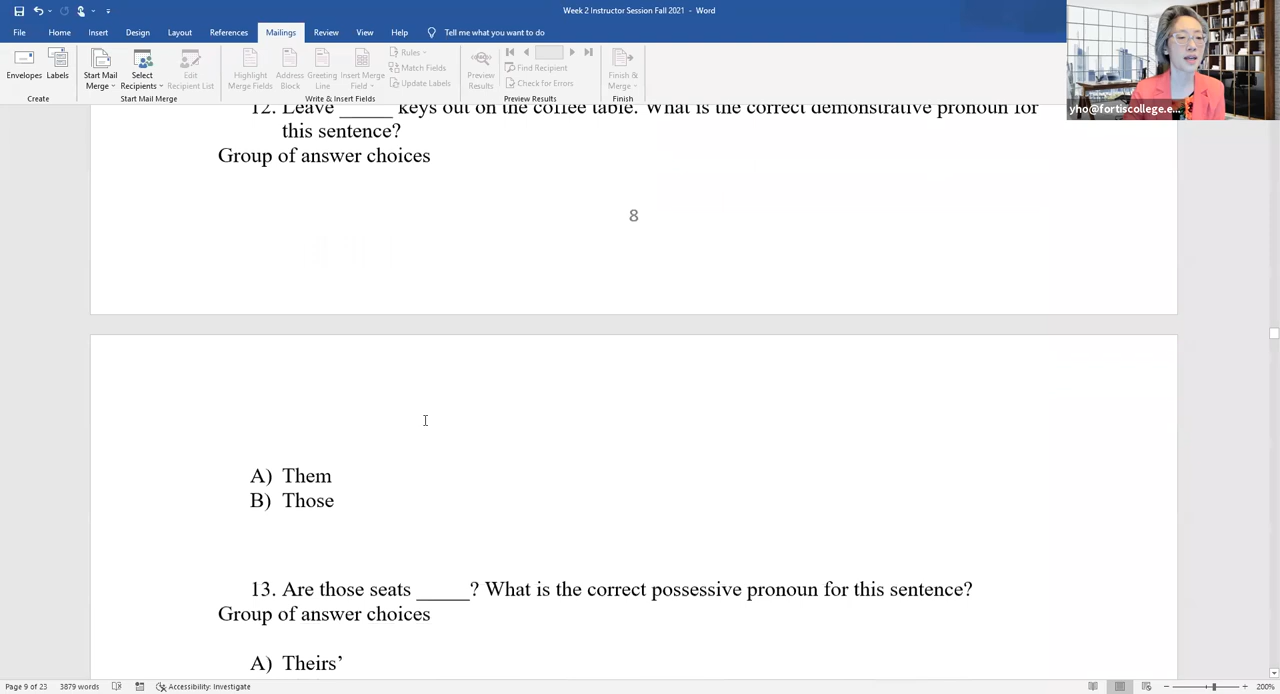 Week 2 Instructor Session Fall 2021 - Word
File Home Insert Design Layout References Mailings Review View Help Tell me what you want to do
Envelopes Labels Start Mail Merge Select Recipients Edit Recipient List Highlight Merge Fields Address Block Greeting Line Insert Merge Field Rules Match Fields Update Labels Preview Results Find Recipient Check for Errors Finish & Merge
Create Start Mail Merge Write & Insert Fields Preview Results Finish
yho@fortiscollege.e...
12. Leave _____ keys out on the coffee table. What is the correct demonstrative pronoun for
this sentence?
Group of answer choices
8
A) Them
B) Those
13. Are those seats _____? What is the correct possessive pronoun for this sentence?
Group of answer choices
A) Theirs’
Page 9 of 23 3879 words Accessibility: Investigate 200%